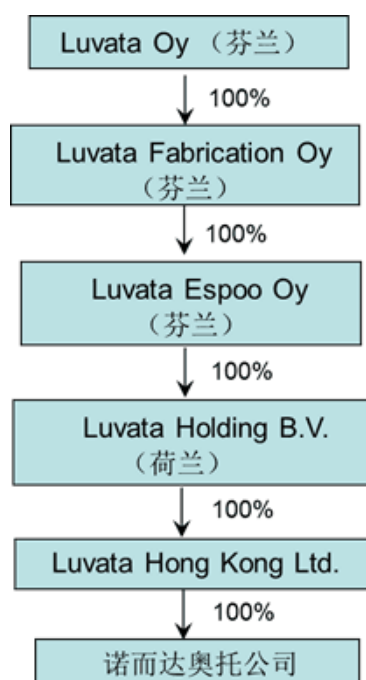 Luvata Oy （芬兰）
100%
Luvata Fabrication Oy
（芬兰）
100%
Luvata Espoo Oy
（芬兰）
100%
Luvata Holding B.V.
（荷兰）
100%
Luvata Hong Kong Ltd.
100%
诺而达奥托公司